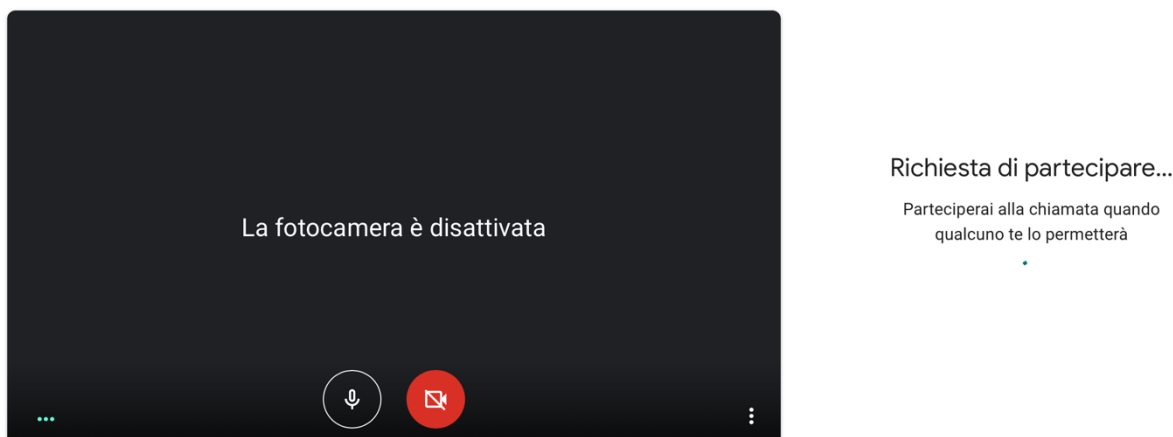 La fotocamera è disattivata
Richiesta di partecipare...
Parteciperai alla chiamata quando
qualcuno te lo permetterà